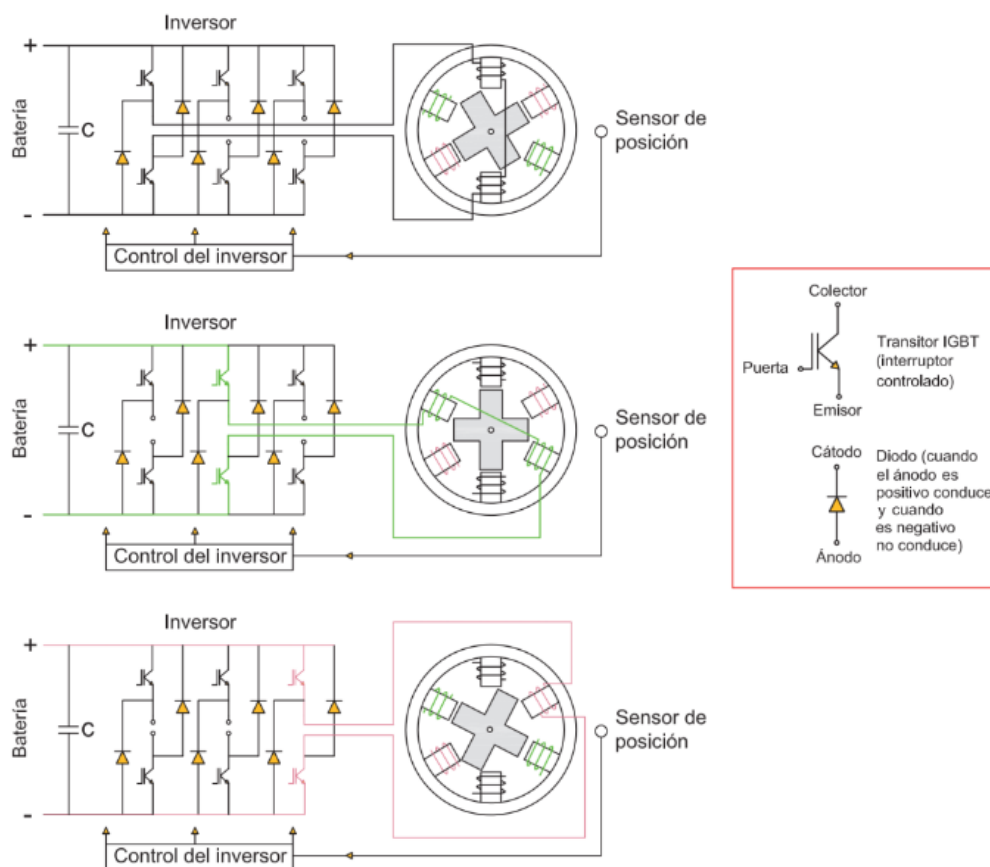 Inversor
+
Batería
C
-
Control del inversor
Sensor de
posición
Inversor
+
Batería
C
-
Control del inversor
Sensor de
posición
Inversor
+
Batería
C
-
Control del inversor
Sensor de
posición
Colector
Puerta
Transitor IGBT
(interruptor
controlado)
Emisor
Cátodo
Diodo (cuando
el ánodo es
positivo conduce
y cuando
es negativo
no conduce)
Ánodo